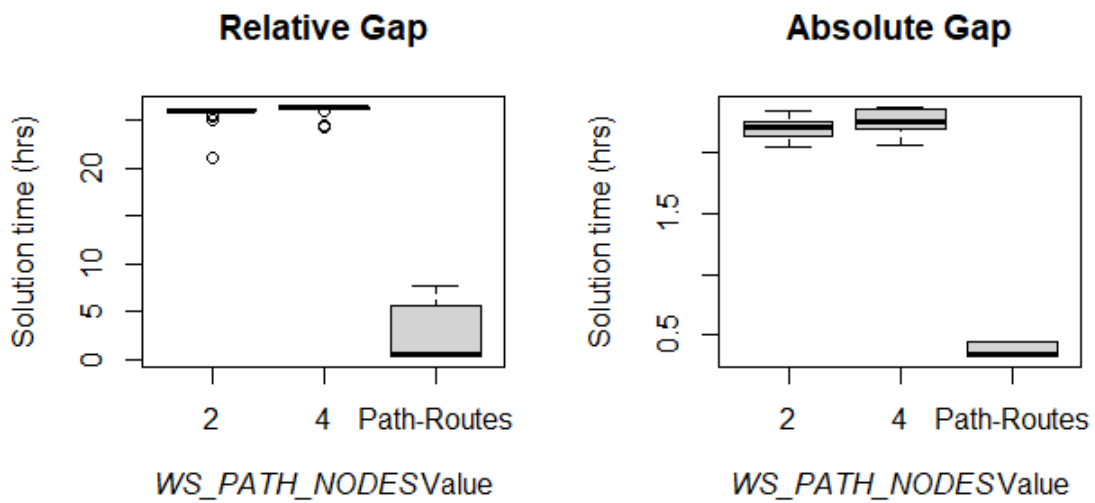 Relative Gap
Solution time (hrs)
20
10
5
0
2 4 Path-Routes
WS_PATH_NODES Value
Absolute Gap
Solution time (hrs)
1.5
0.5
2 4 Path-Routes
WS_PATH_NODES Value